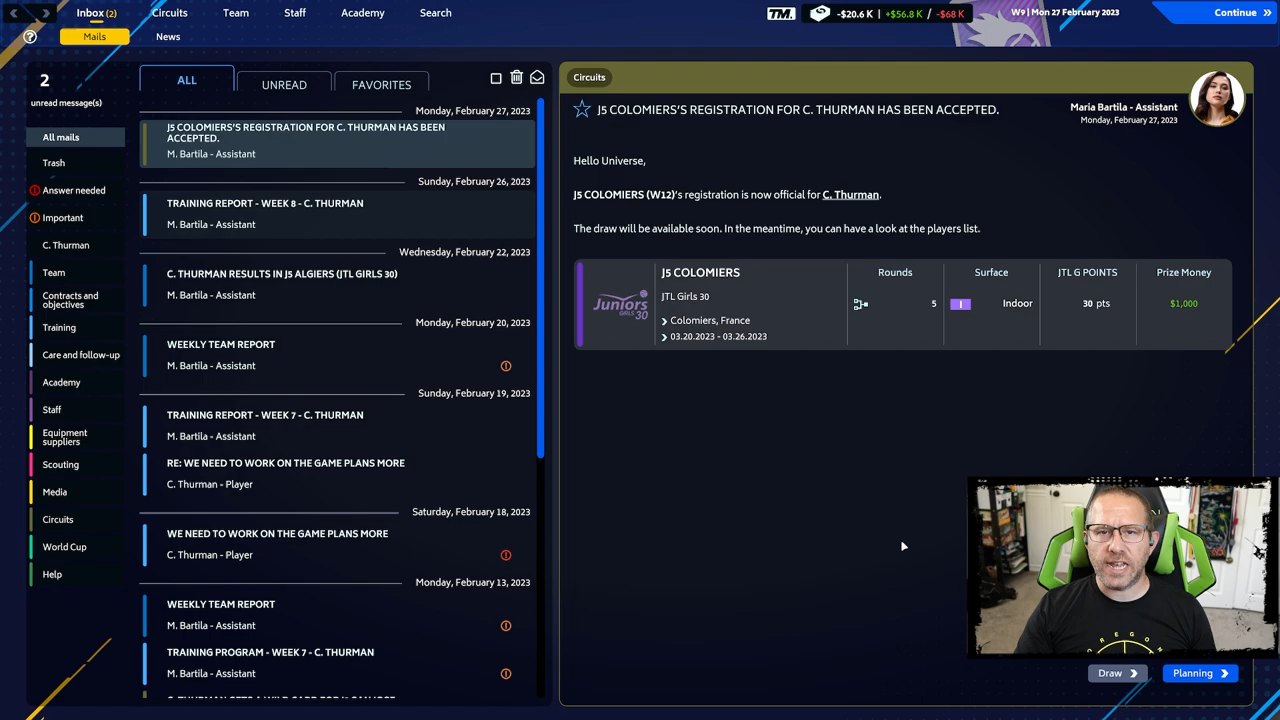 Inbox (2)
Circuits
Team
Staff
Academy
Search
TM.
-$20.6 K | +$56.8 K / -$68 K
W9 | Mon 27 February 2023
Continue
Mails
News
2
unread message(s)
All mails
Trash
Answer needed
Important
C. Thurman
Team
Contracts and
objectives
Training
Care and follow-up
Academy
Staff
Equipment
suppliers
Scouting
Media
Circuits
World Cup
Help
ALL
UNREAD
FAVORITES
Monday, February 27, 2023
J5 COLOMIERS'S REGISTRATION FOR C. THURMAN HAS BEEN
ACCEPTED.
M. Bartila - Assistant
Sunday, February 26, 2023
TRAINING REPORT - WEEK 8 - C. THURMAN
M. Bartila - Assistant
Wednesday, February 22, 2023
C. THURMAN RESULTS IN J5 ALGIERS (JTL GIRLS 30)
M. Bartila - Assistant
Monday, February 20, 2023
WEEKLY TEAM REPORT
M. Bartila - Assistant
Sunday, February 19, 2023
TRAINING REPORT - WEEK 7 - C. THURMAN
M. Bartila - Assistant
RE: WE NEED TO WORK ON THE GAME PLANS MORE
C. Thurman - Player
Saturday, February 18, 2023
WE NEED TO WORK ON THE GAME PLANS MORE
C. Thurman - Player
Monday, February 13, 2023
WEEKLY TEAM REPORT
M. Bartila - Assistant
TRAINING PROGRAM - WEEK 7 - C. THURMAN
M. Bartila - Assistant
Circuits
J5 COLOMIERS'S REGISTRATION FOR C. THURMAN HAS BEEN ACCEPTED.
Maria Bartila - Assistant
Monday, February 27, 2023
Hello Universe,
J5 COLOMIERS (W12)'s registration is now official for C. Thurman.
The draw will be available soon. In the meantime, you can have a look at the players list.
Juniors
GIRLS 30
J5 COLOMIERS
JTL Girls 30
Colomiers, France
03.20.2023 - 03.26.2023
Rounds
5
Surface
I
Indoor
JTL G POINTS
30 pts
Prize Money
$1,000
OREGON
Draw
Planning